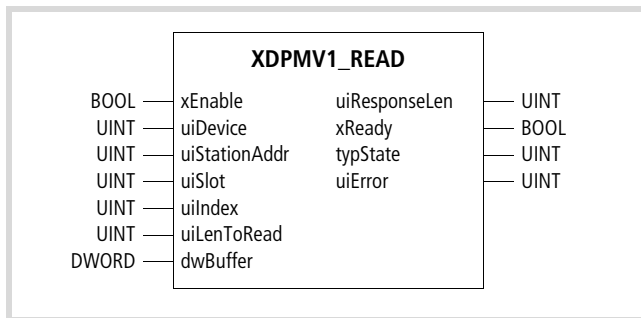 XDPMV1_READ
BOOL xEnable uiResponseLen UINT
UINT uiDevice xReady BOOL
UINT uiStationAddr typState UINT
UINT uiSlot uiError UINT
UINT uiIndex
UINT uiLenToRead
DWORD dwBuffer